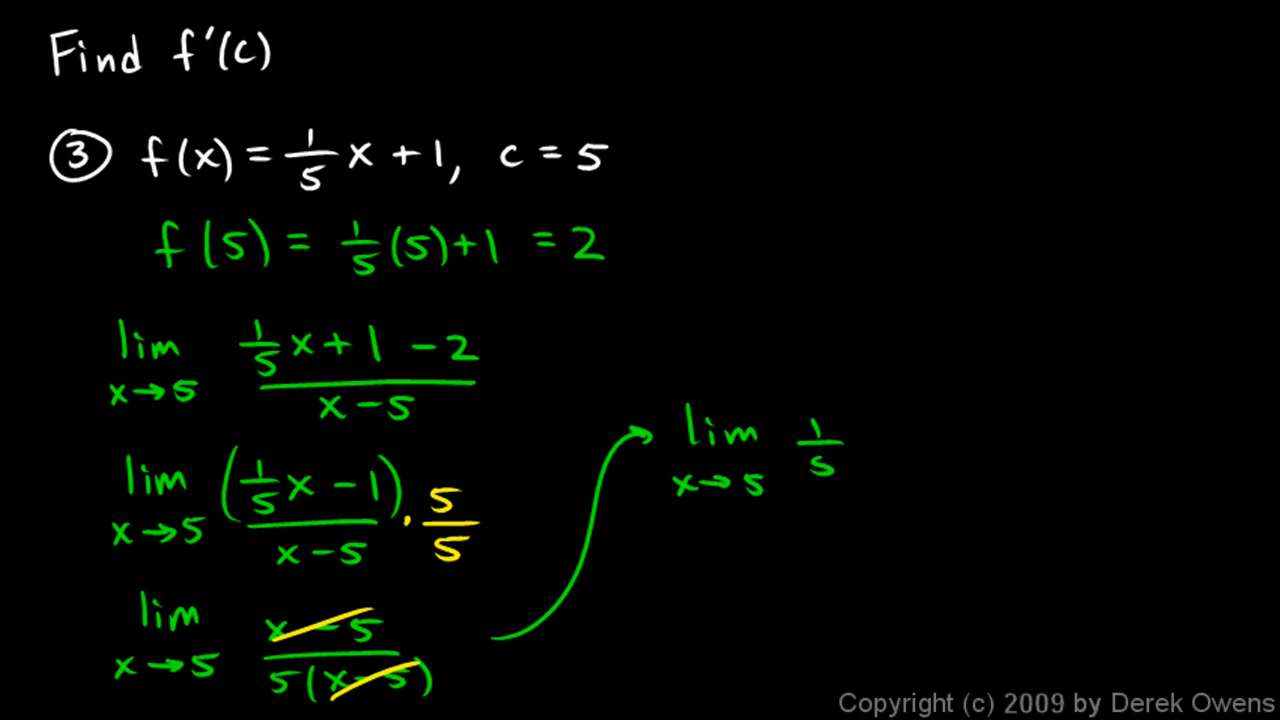 Find f'(c)
③ f(x) = 1/5 x + 1, c = 5
f(5) = 1/5 (5) + 1 = 2
lim x→5 (1/5 x + 1 - 2)/(x - 5)
lim x→5 (1/5 x - 1)/(x - 5) · 5/5
lim x→5 (x - 5)/(5(x - 5))
lim x→5 1/5
Copyright (c) 2009 by Derek Owens